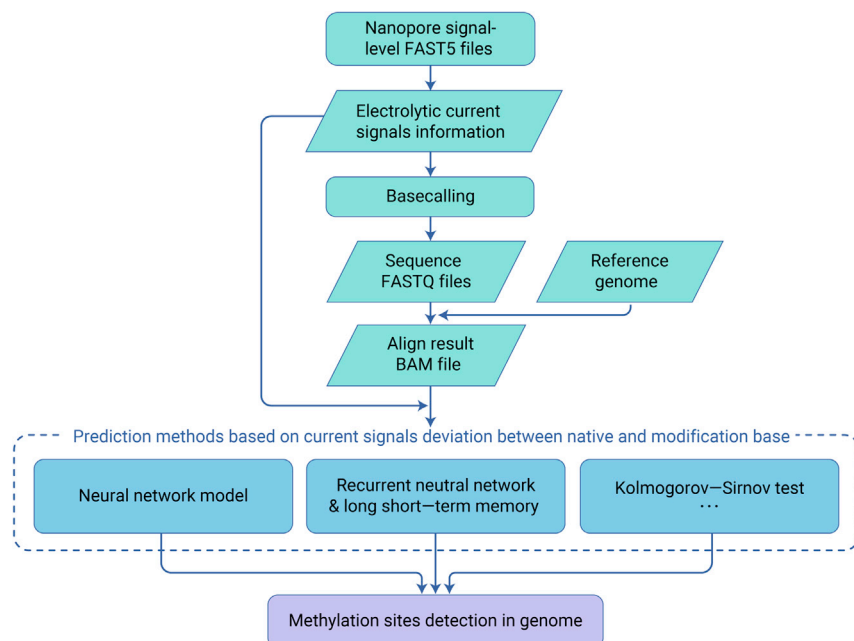 Nanopore signal-
level FAST5 files
Electrolytic current
signals information
Basecalling
Sequence
FASTQ files
Reference
genome
Align result
BAM file
Prediction methods based on current signals deviation between native and modification base
Neural network model
Recurrent neutral network
& long short—term memory
Kolmogorov—Sirnov test
...
Methylation sites detection in genome